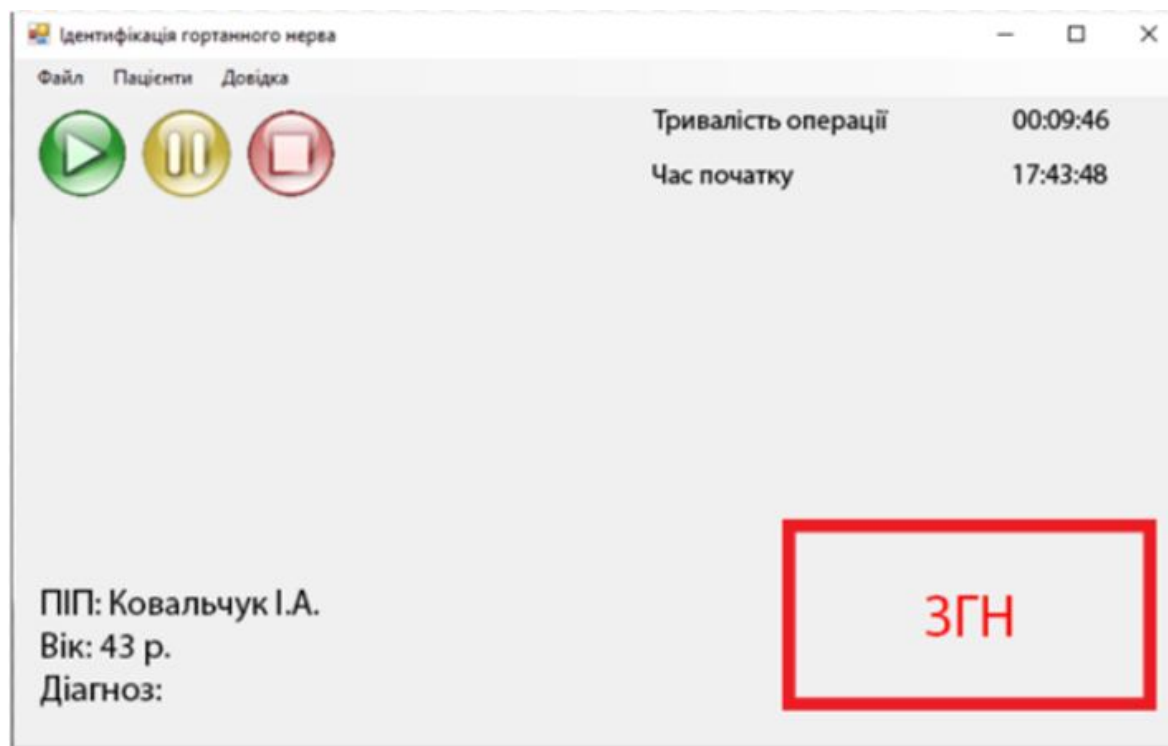 Ідентифікація гортанного нерва
Файл Пацієнти Довідка
Тривалість операції 00:09:46
Час початку 17:43:48
ПІП: Ковальчук І.А.
Вік: 43 р.
Діагноз:
ЗГН